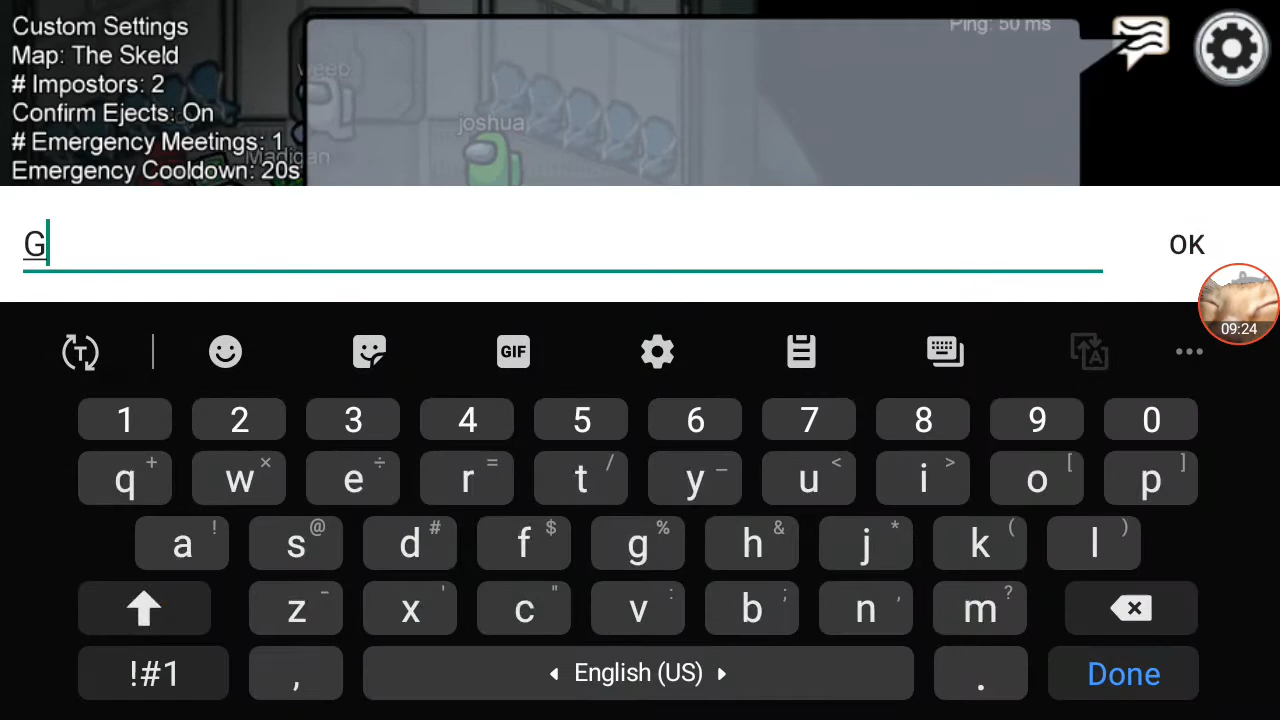 Custom Settings
Ping: 50 ms
Map: The Skeld
# Impostors: 2
weep
Confirm Ejects: On
joshua
# Emergency Meetings: 1
Madigan
Emergency Cooldown: 20s
G
OK
09:24
T
GIF
A
1 2 3 4 5 6 7 8 9 0
q + w × e ÷ r = t / y _ u < i > o [ p ]
a ! s @ d # f $ g % h & j * k ( l )
z - x ' c " v : b ; n , m ?
!#1 , English (US) . Done